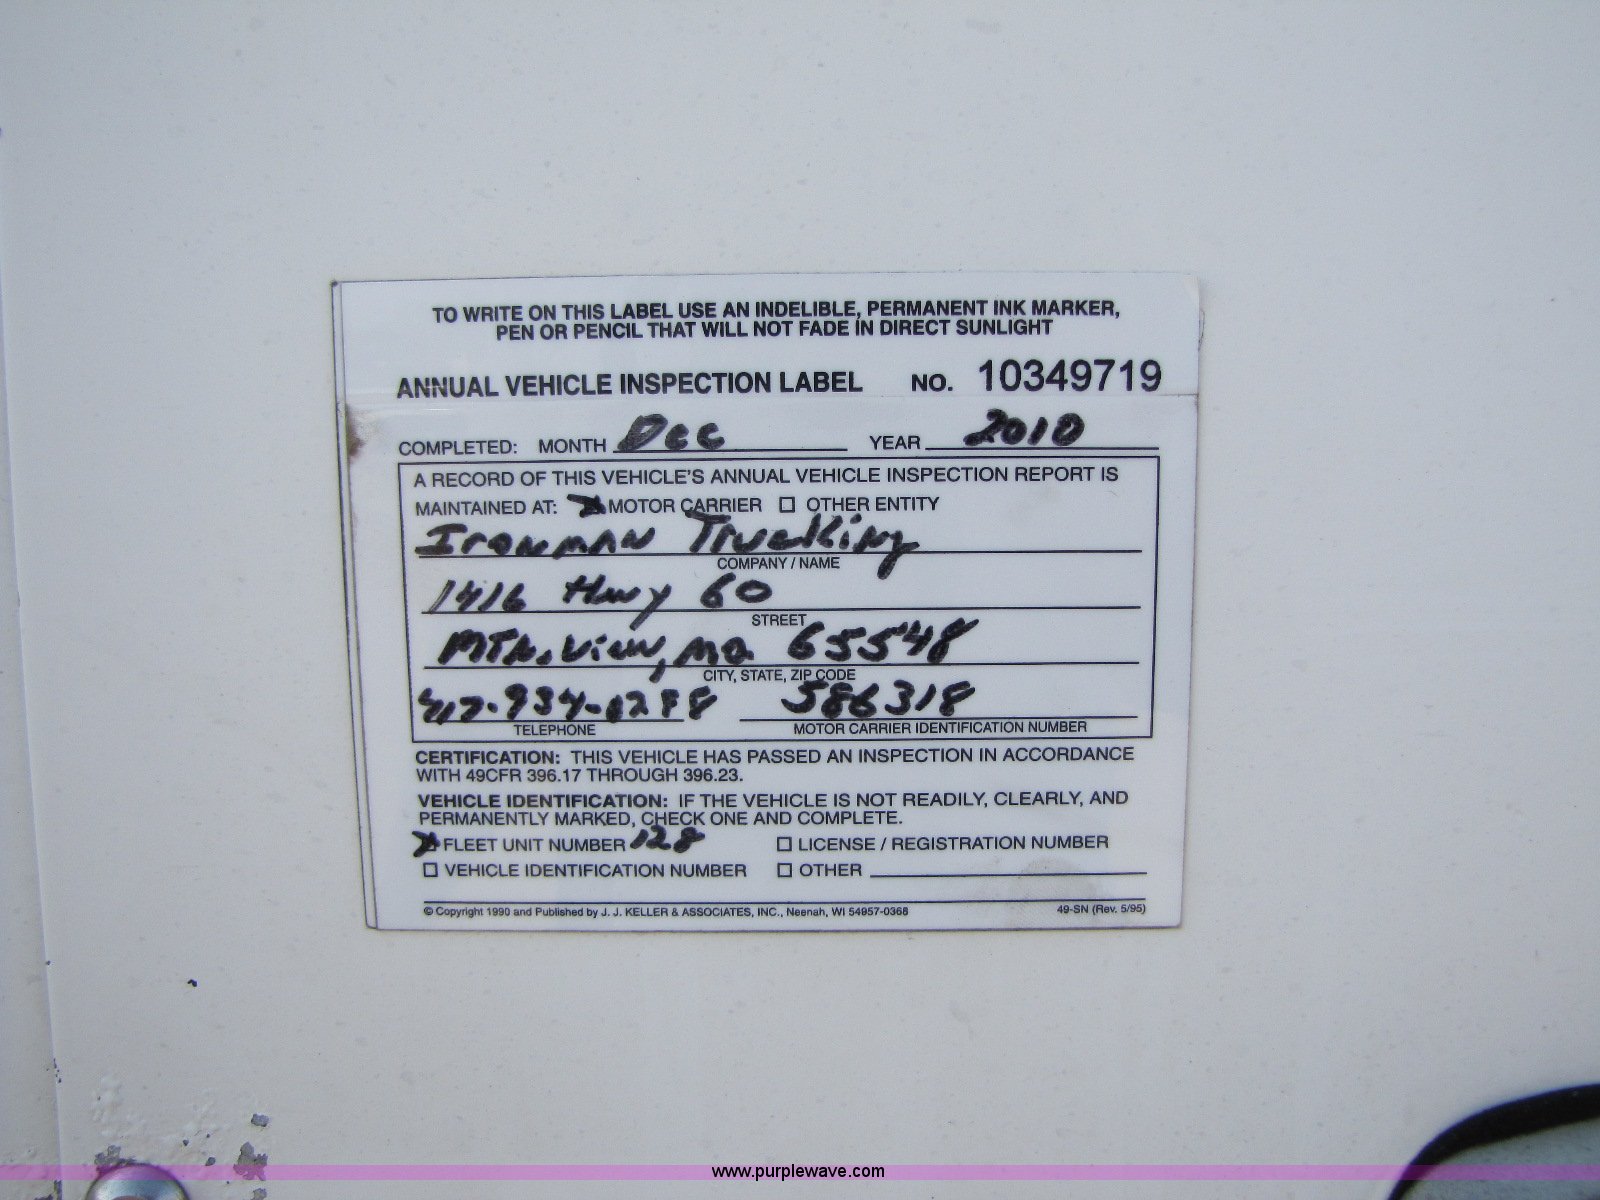 TO WRITE ON THIS LABEL USE AN INDELIBLE, PERMANENT INK MARKER,
PEN OR PENCIL THAT WILL NOT FADE IN DIRECT SUNLIGHT
ANNUAL VEHICLE INSPECTION LABEL NO. 10349719
COMPLETED: MONTH Dec YEAR 2010
A RECORD OF THIS VEHICLE'S ANNUAL VEHICLE INSPECTION REPORT IS
MAINTAINED AT: MOTOR CARRIER OTHER ENTITY
Ironman Trucking
COMPANY / NAME
1416 Hwy 60
STREET
MTN. View, MO. 65548
CITY, STATE, ZIP CODE
417-934-0288 586318
TELEPHONE MOTOR CARRIER IDENTIFICATION NUMBER
CERTIFICATION: THIS VEHICLE HAS PASSED AN INSPECTION IN ACCORDANCE
WITH 49CFR 396.17 THROUGH 396.23.
VEHICLE IDENTIFICATION: IF THE VEHICLE IS NOT READILY, CLEARLY, AND
PERMANENTLY MARKED, CHECK ONE AND COMPLETE.
FLEET UNIT NUMBER 128 LICENSE / REGISTRATION NUMBER
VEHICLE IDENTIFICATION NUMBER OTHER
© Copyright 1990 and Published by J. J. KELLER & ASSOCIATES, INC., Neenah, WI 54957-0368 49-SN (Rev. 5/95)
www.purplewave.com